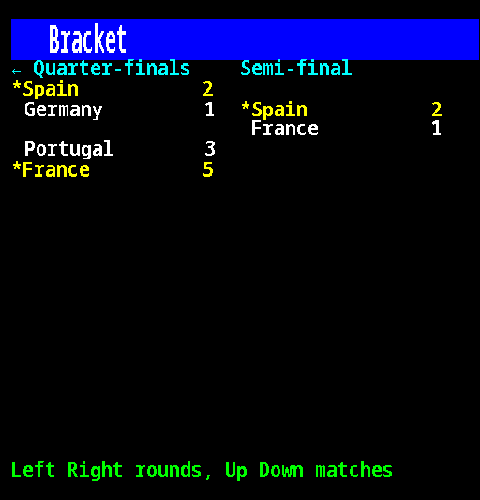 Bracket
← Quarter-finals Semi-final
*Spain 2
Germany 1 *Spain 2
France 1
Portugal 3
*France 5
Left Right rounds, Up Down matches